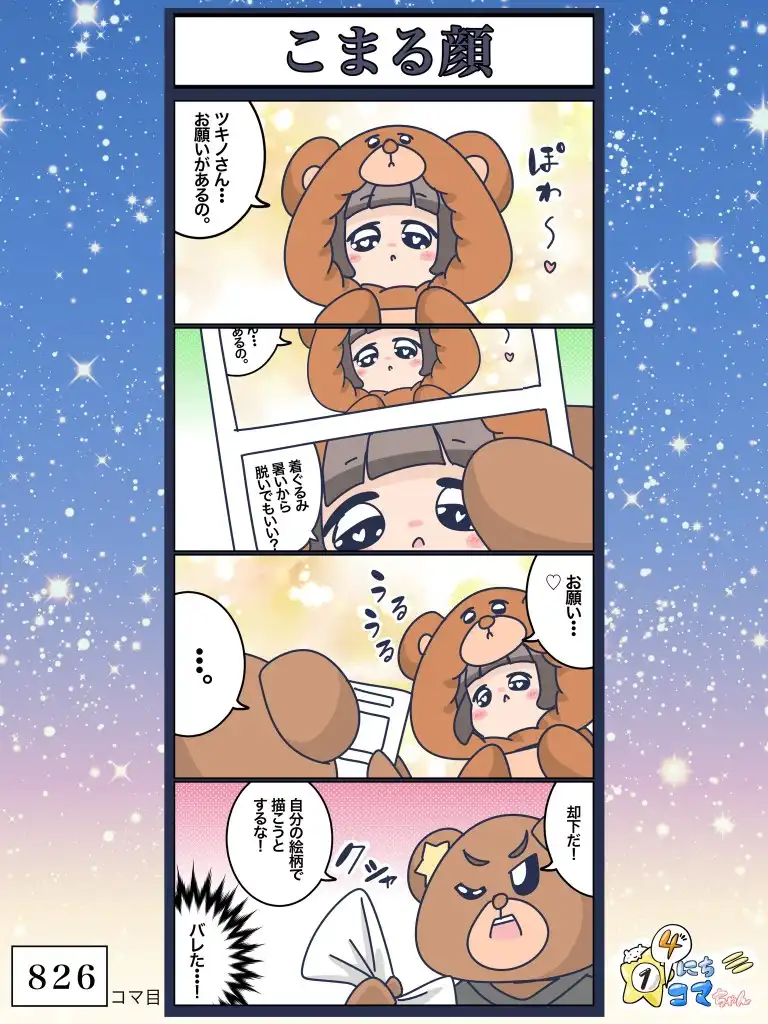 こまる顔
ツキノさん…
お願いがあるの。
ぽわ〜♡
ん…
あるの。
〜♡
着ぐるみ
暑いから
脱いでもいい?
お願い…
♡
うるうる
…。
却下だ!
自分の絵柄で
描こうと
するな!
クシャ
バレた…!
826
コマ目
1
4
にち
コマちゃん